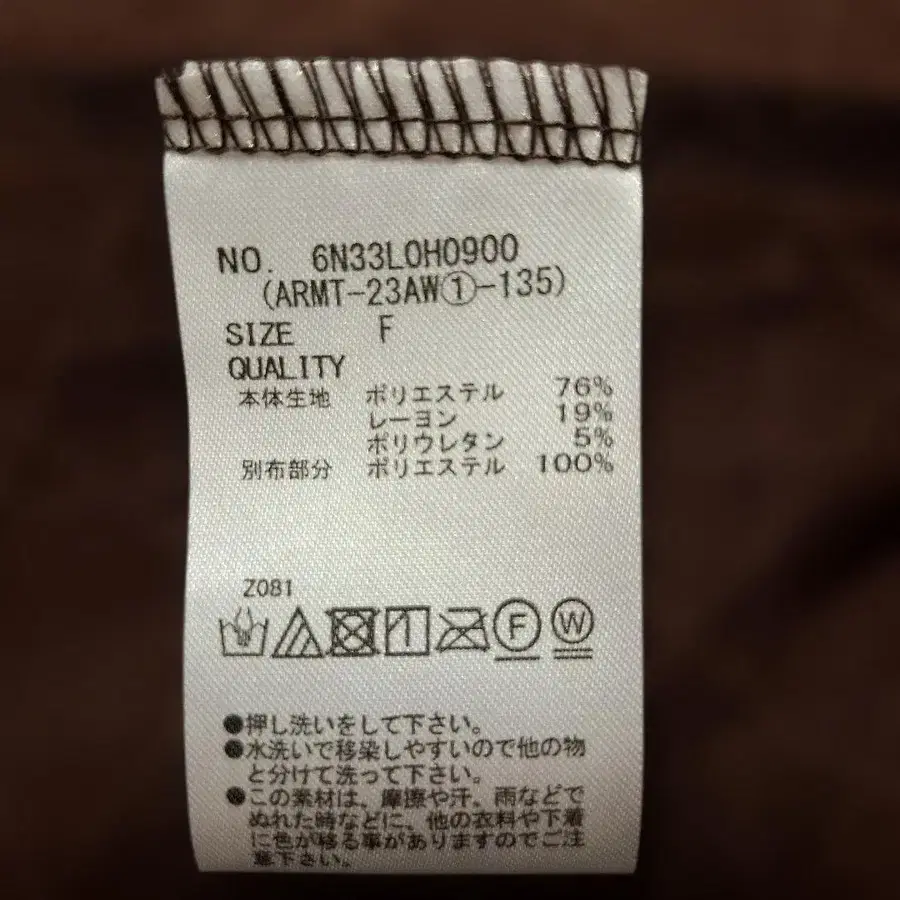 NO. 6N33L0H0900
(ARMT-23AW①-135)
SIZE F
QUALITY
本体生地 ポリエステル 76%
レーヨン 19%
ポリウレタン 5%
別布部分 ポリエステル 100%
Z081
F W
●押し洗いをして下さい。
●水洗いで移染しやすいので他の物
と分けて洗って下さい。
●この素材は、摩擦や汗、雨などで
ぬれた時などに、他の衣料や下着
に色が移る事がありますのでご注
意下さい。